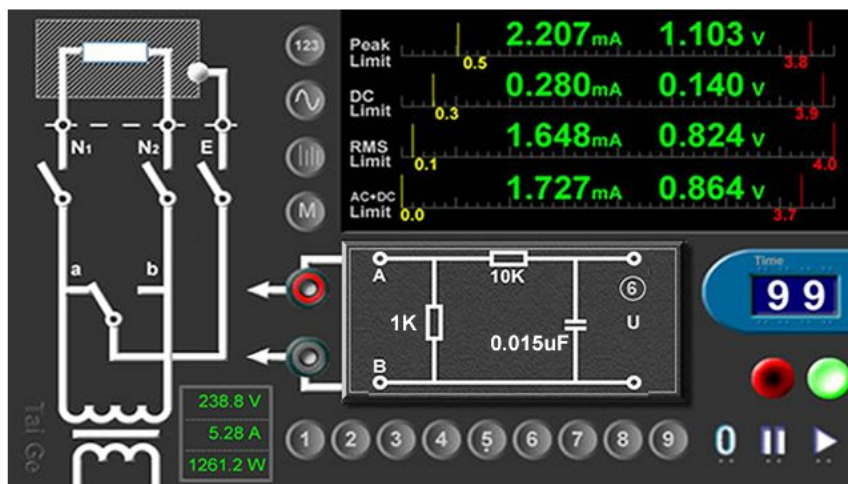 123
Peak Limit 2.207mA 1.103 v
0.5 3.8
DC Limit 0.280mA 0.140 v
0.3 3.9
RMS Limit 1.648mA 0.824 v
0.1 4.0
M
AC+DC Limit 1.727mA 0.864 v
0.0 3.7
N1 N2 E
a b
A 10K 6
1K 0.015uF U
B
Time
99
Tai Ge
238.8 V
5.28 A
1261.2 W
1 2 3 4 5 6 7 8 9 0